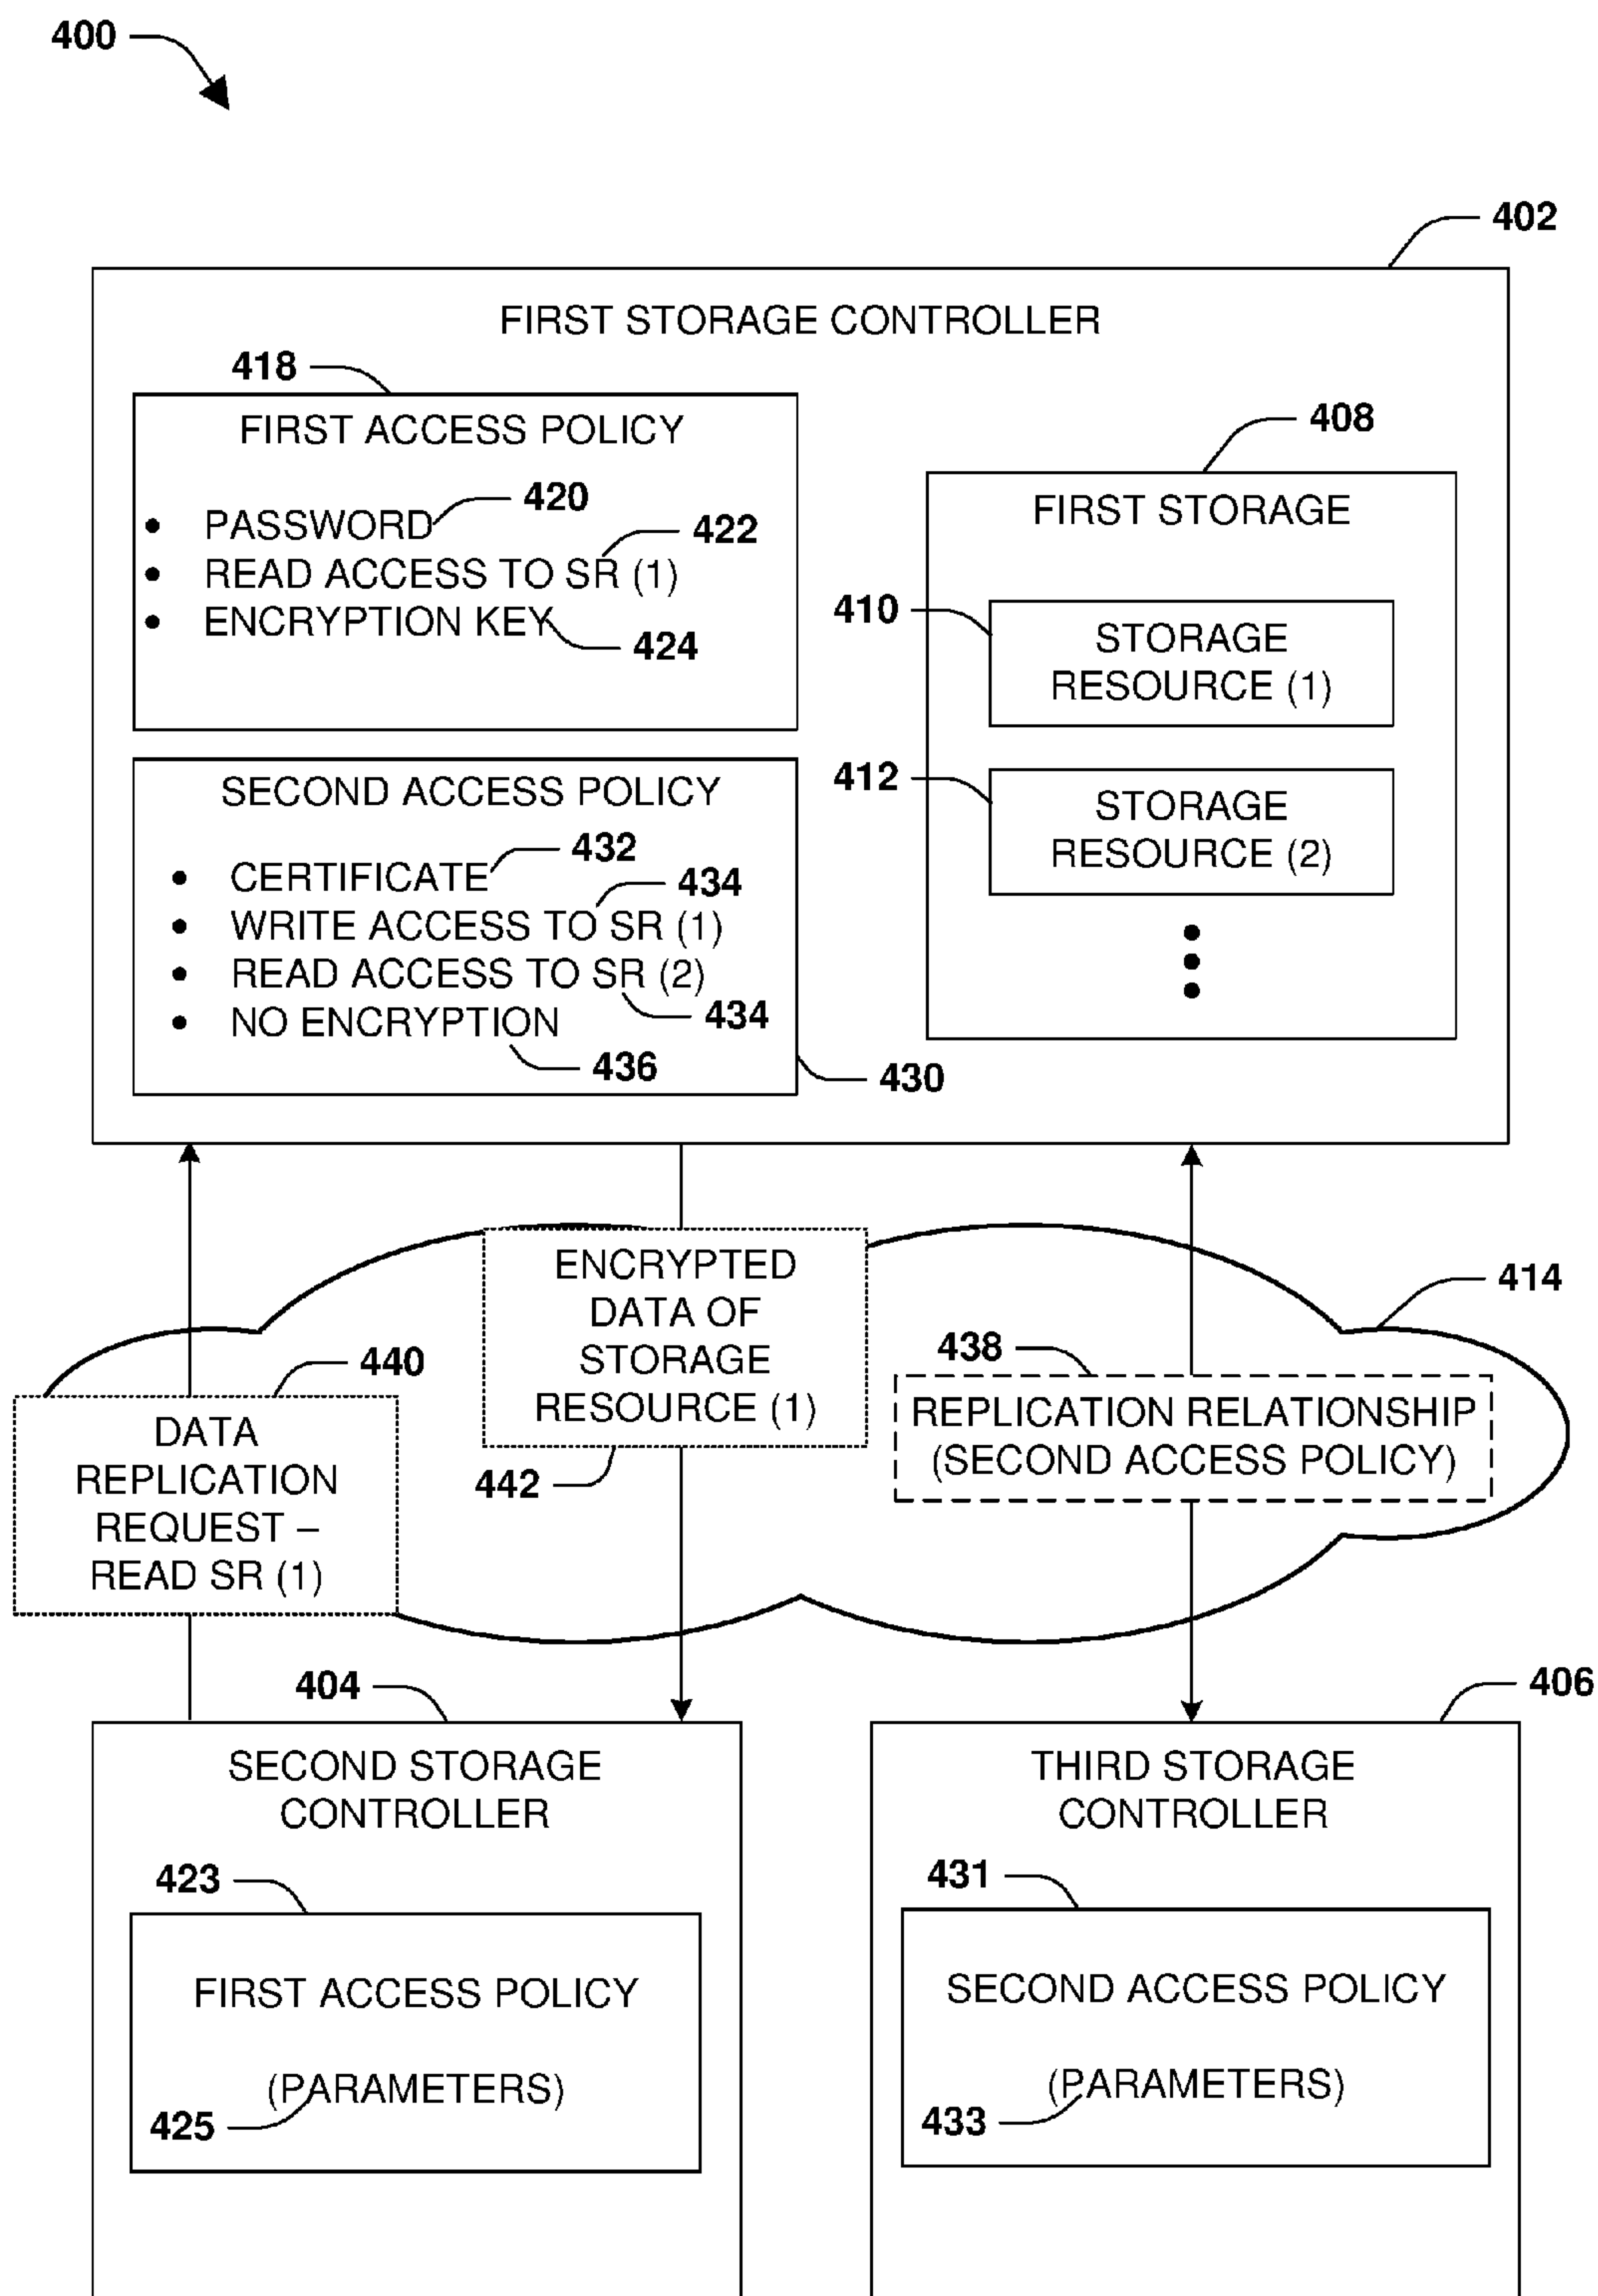 400
402
FIRST STORAGE CONTROLLER
418
FIRST ACCESS POLICY
420
• PASSWORD
422
• READ ACCESS TO SR (1)
• ENCRYPTION KEY
424
408
FIRST STORAGE
410
STORAGE
RESOURCE (1)
412
STORAGE
RESOURCE (2)
SECOND ACCESS POLICY
432
• CERTIFICATE
434
• WRITE ACCESS TO SR (1)
• READ ACCESS TO SR (2)
434
• NO ENCRYPTION
436
430
414
440
DATA
REPLICATION
REQUEST –
READ SR (1)
ENCRYPTED
DATA OF
STORAGE
RESOURCE (1)
442
438
REPLICATION RELATIONSHIP
(SECOND ACCESS POLICY)
404
SECOND STORAGE
CONTROLLER
423
FIRST ACCESS POLICY
(PARAMETERS)
425
406
THIRD STORAGE
CONTROLLER
431
SECOND ACCESS POLICY
(PARAMETERS)
433